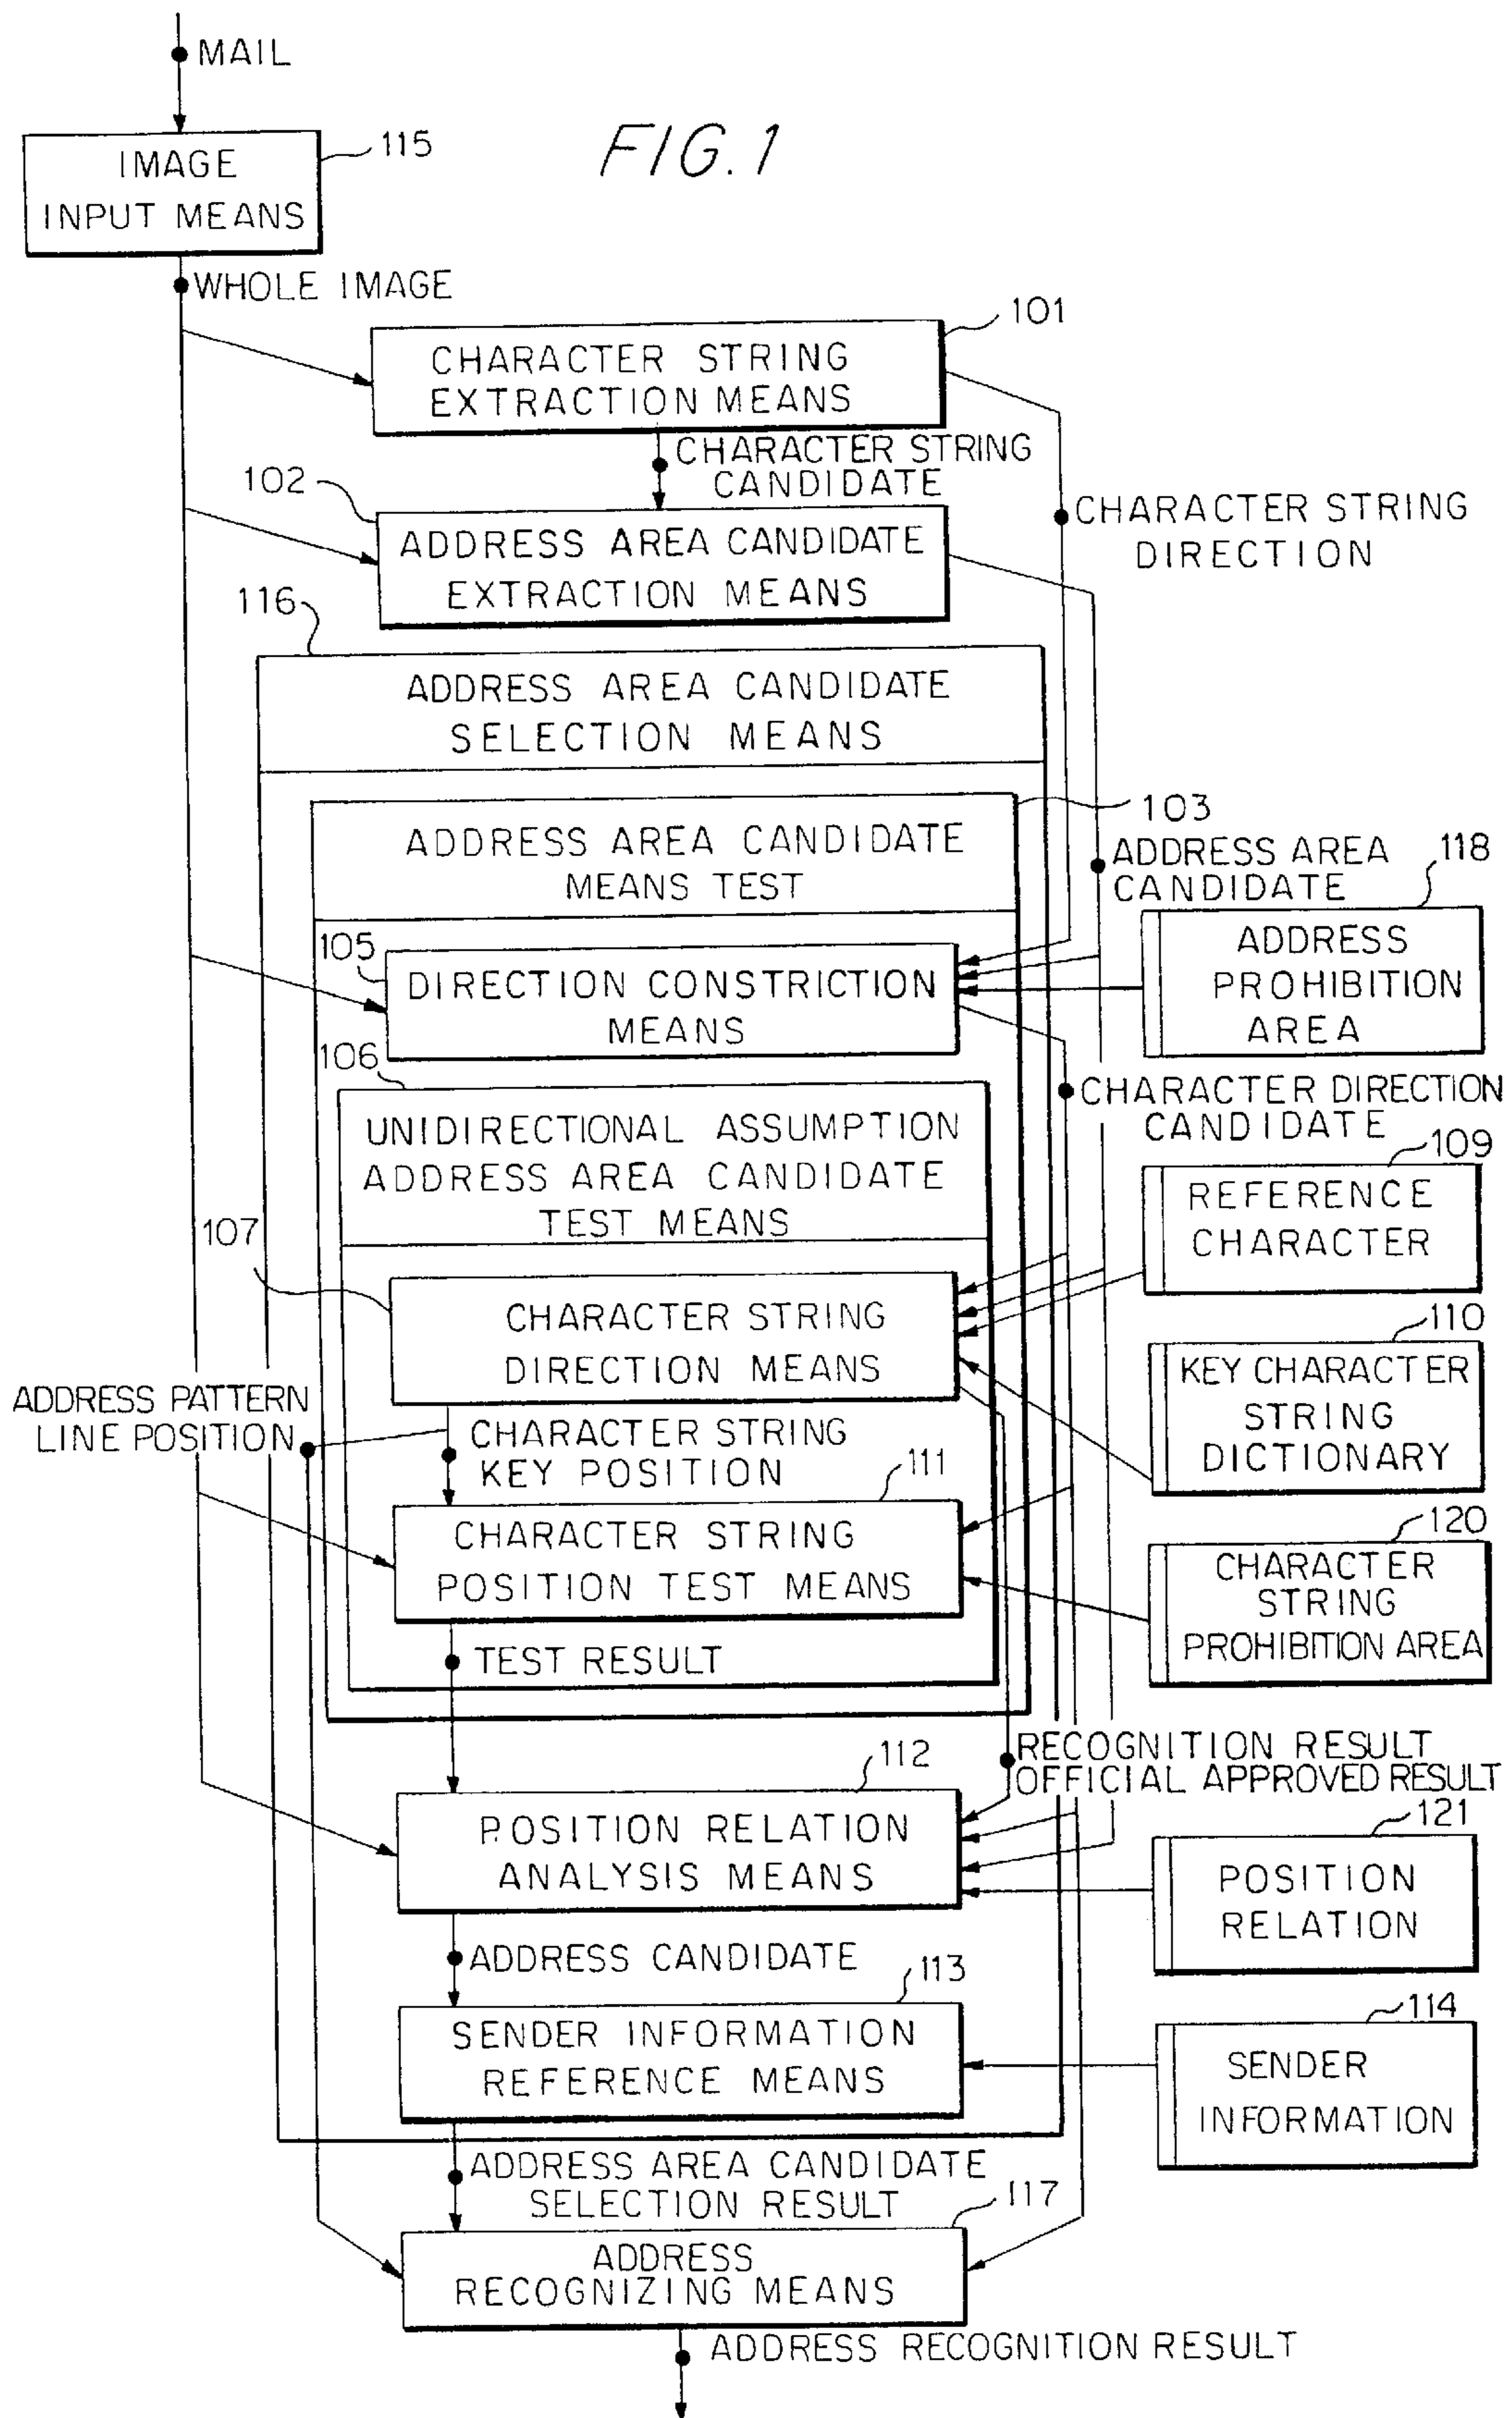 MAIL
FIG.1
115
IMAGE
INPUT MEANS
WHOLE IMAGE
101
CHARACTER STRING
EXTRACTION MEANS
CHARACTER STRING
CANDIDATE
102
CHARACTER STRING
DIRECTION
ADDRESS AREA CANDIDATE
EXTRACTION MEANS
116
ADDRESS AREA CANDIDATE
SELECTION MEANS
103
ADDRESS AREA CANDIDATE
MEANS TEST
ADDRESS AREA
CANDIDATE
118
ADDRESS
PROHIBITION
AREA
105
DIRECTION CONSTRICTION
MEANS
106
CHARACTER DIRECTION
CANDIDATE
UNIDIRECTIONAL ASSUMPTION
ADDRESS AREA CANDIDATE
TEST MEANS
109
REFERENCE
CHARACTER
107
CHARACTER STRING
DIRECTION MEANS
110
KEY CHARACTER
STRING
DICTIONARY
ADDRESS PATTERN
LINE POSITION
CHARACTER STRING
KEY POSITION
111
CHARACTER STRING
POSITION TEST MEANS
120
CHARACTER
STRING
PROHIBITION AREA
TEST RESULT
RECOGNITION RESULT
OFFICIAL APPROVED RESULT
112
POSITION RELATION
ANALYSIS MEANS
121
POSITION
RELATION
ADDRESS CANDIDATE
113
SENDER INFORMATION
REFERENCE MEANS
114
SENDER
INFORMATION
ADDRESS AREA CANDIDATE
SELECTION RESULT
117
ADDRESS
RECOGNIZING MEANS
ADDRESS RECOGNITION RESULT